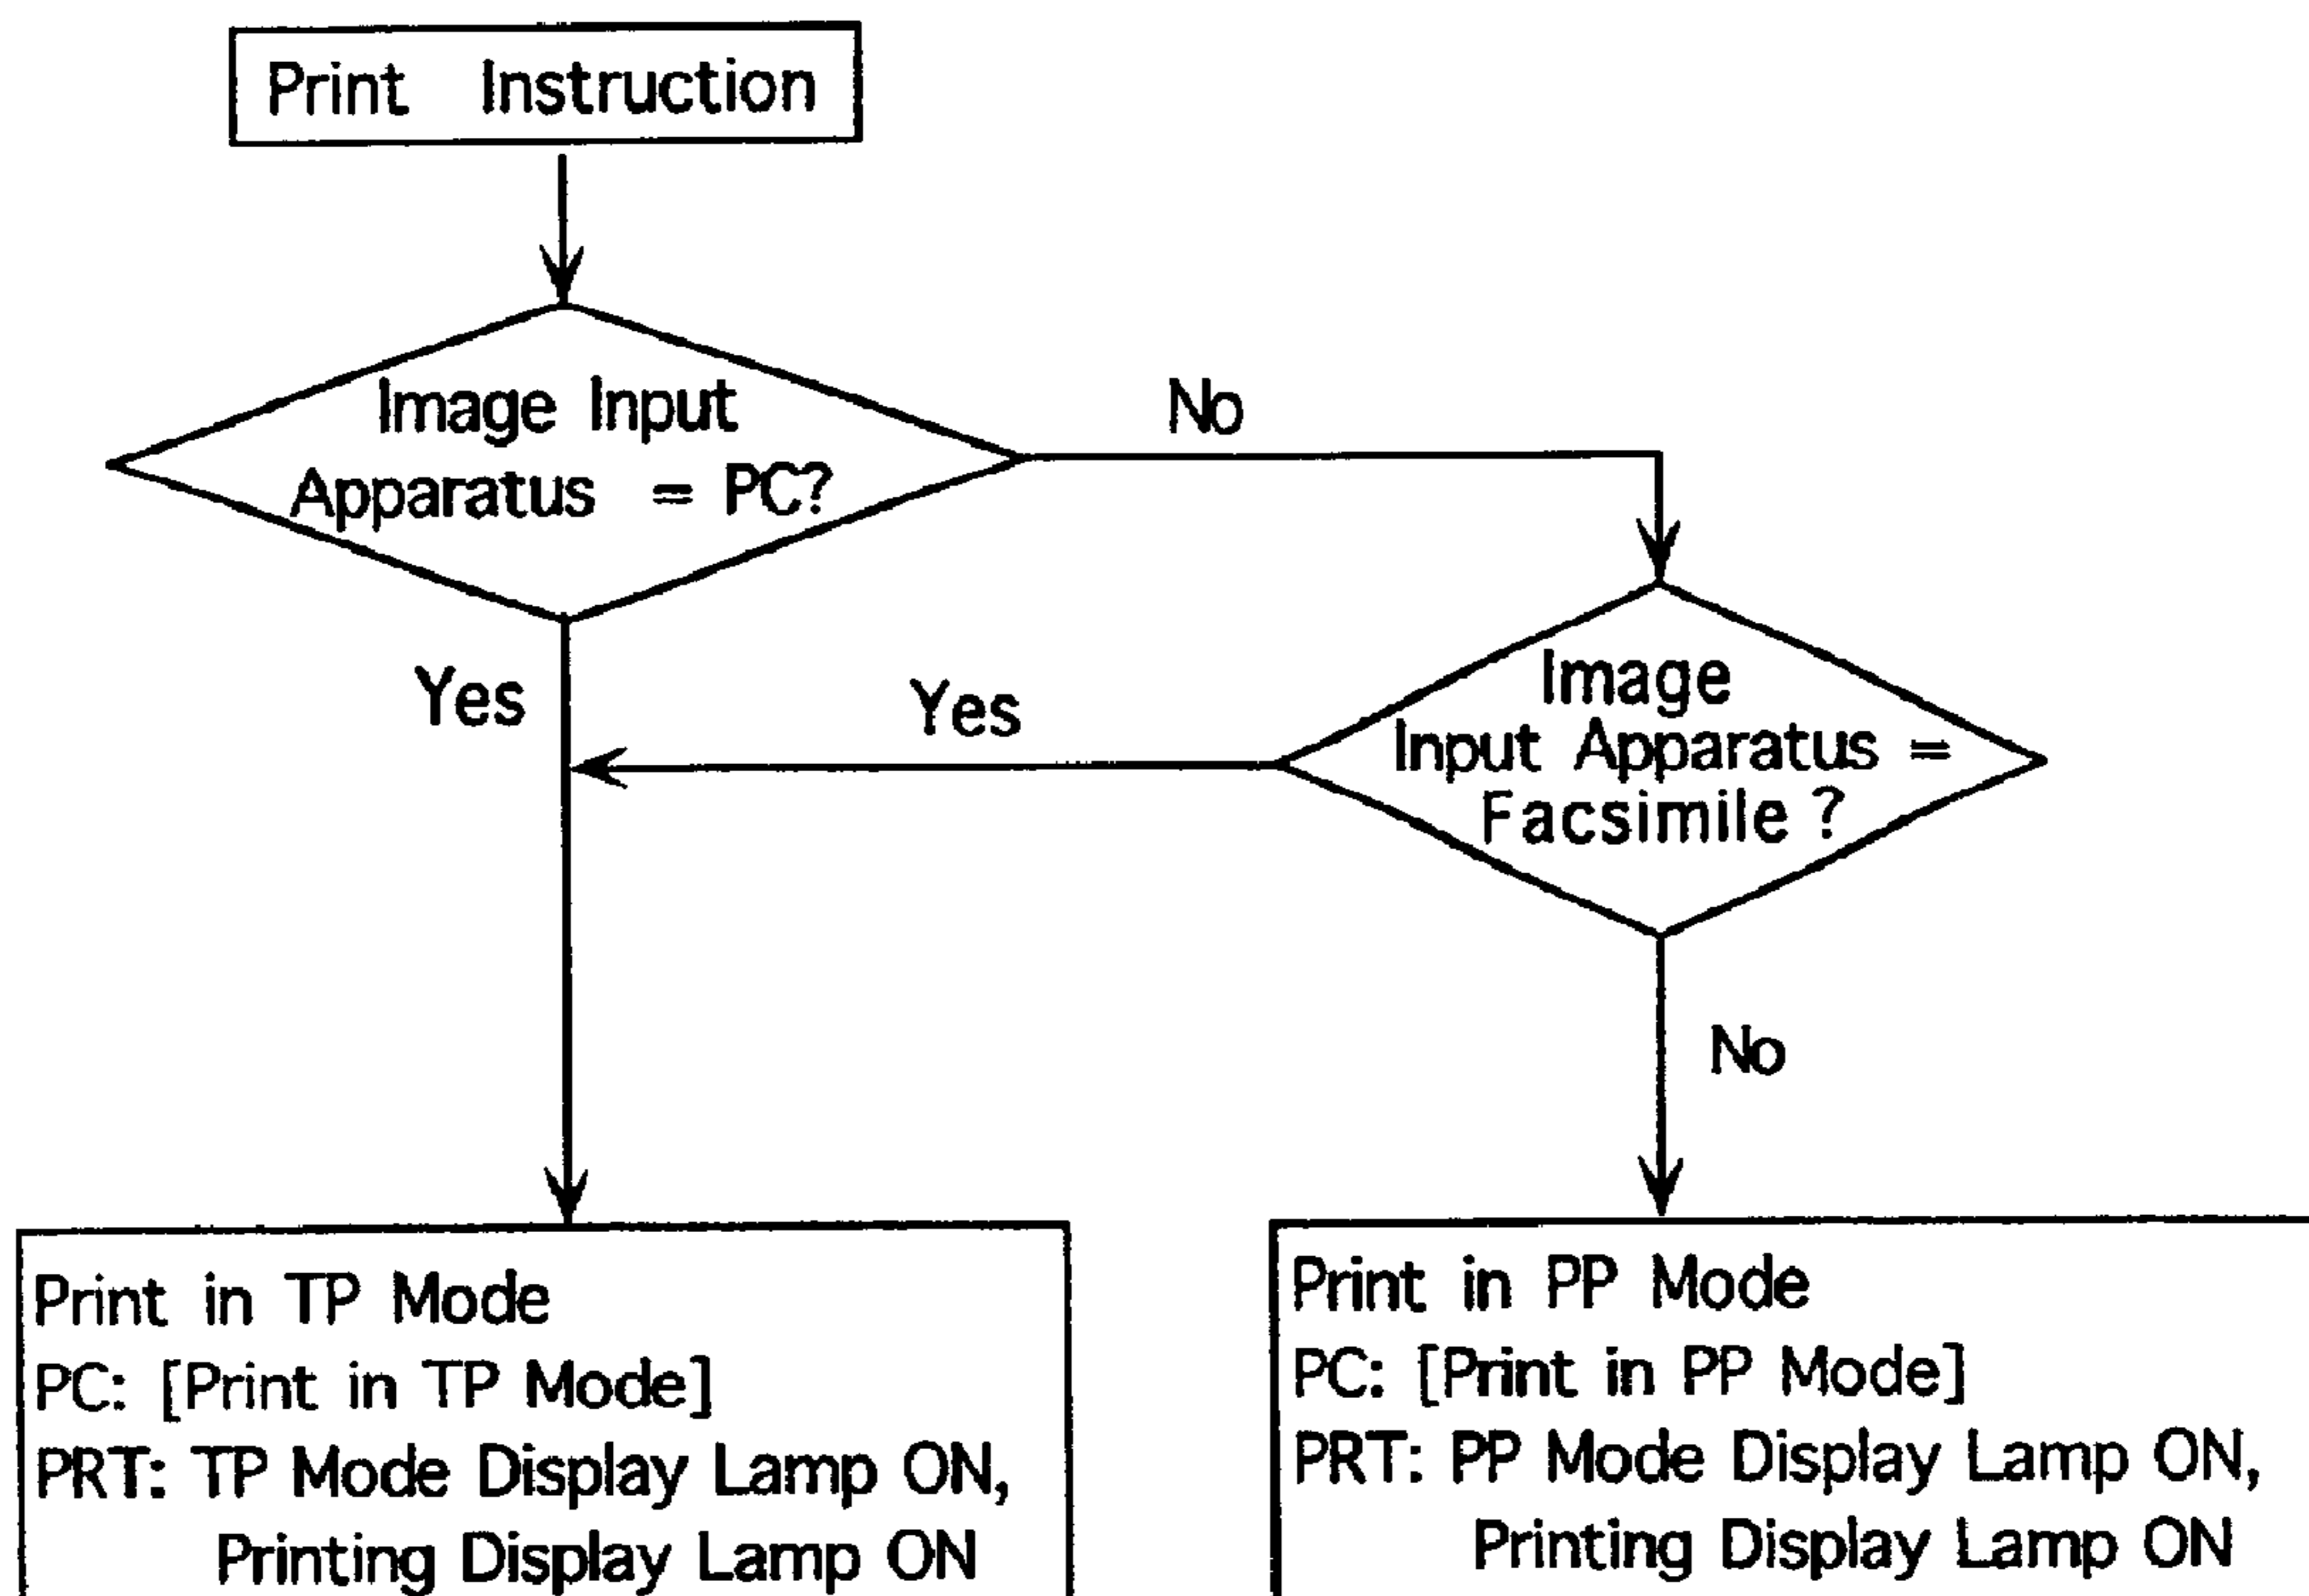 Print Instruction
Image Input
Apparatus = PC?
No
Yes
Yes
Image
Input Apparatus =
Facsimile ?
No
Print in TP Mode
PC: [Print in TP Mode]
PRT: TP Mode Display Lamp ON,
Printing Display Lamp ON
Print in PP Mode
PC: [Print in PP Mode]
PRT: PP Mode Display Lamp ON,
Printing Display Lamp ON